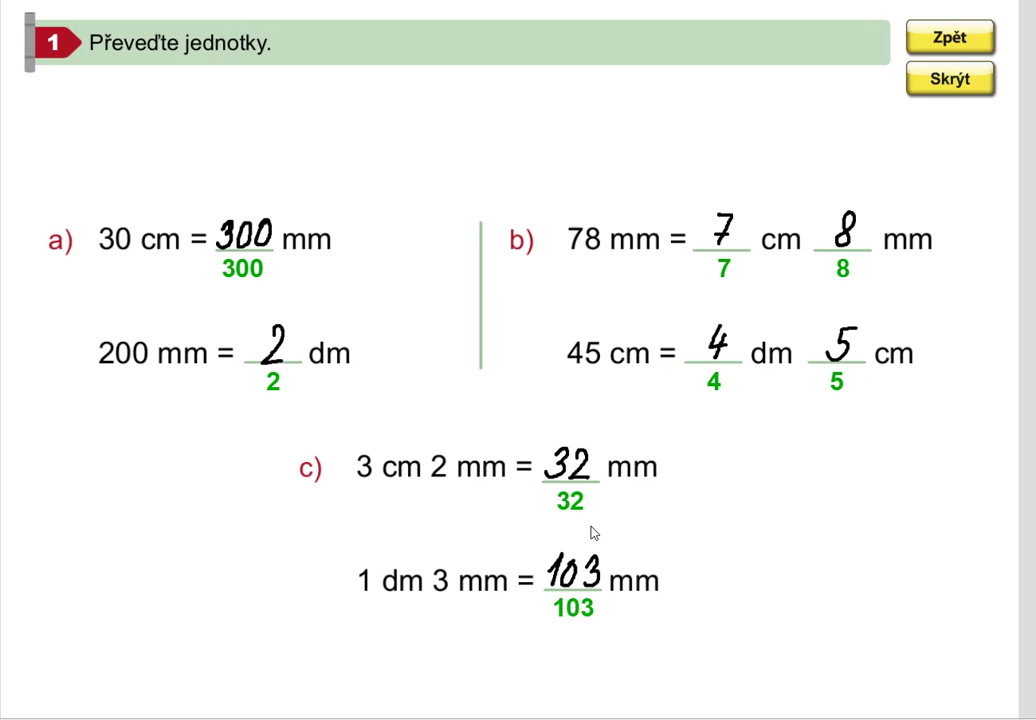 1 Převeďte jednotky.
Zpět
Skrýt
a) 30 cm = 300 mm
300
200 mm = 2 dm
2
b) 78 mm = 7 cm 8 mm
7 8
45 cm = 4 dm 5 cm
4 5
c) 3 cm 2 mm = 32 mm
32
1 dm 3 mm = 103 mm
103